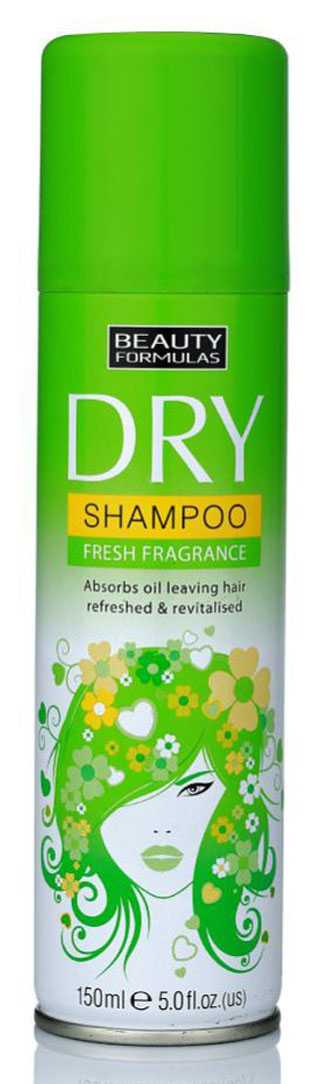 BEAUTY
FORMULAS
DRY
SHAMPOO
FRESH FRAGRANCE
Absorbs oil leaving hair
refreshed & revitalised
150ml ℮ 5.0fl.oz.(us)